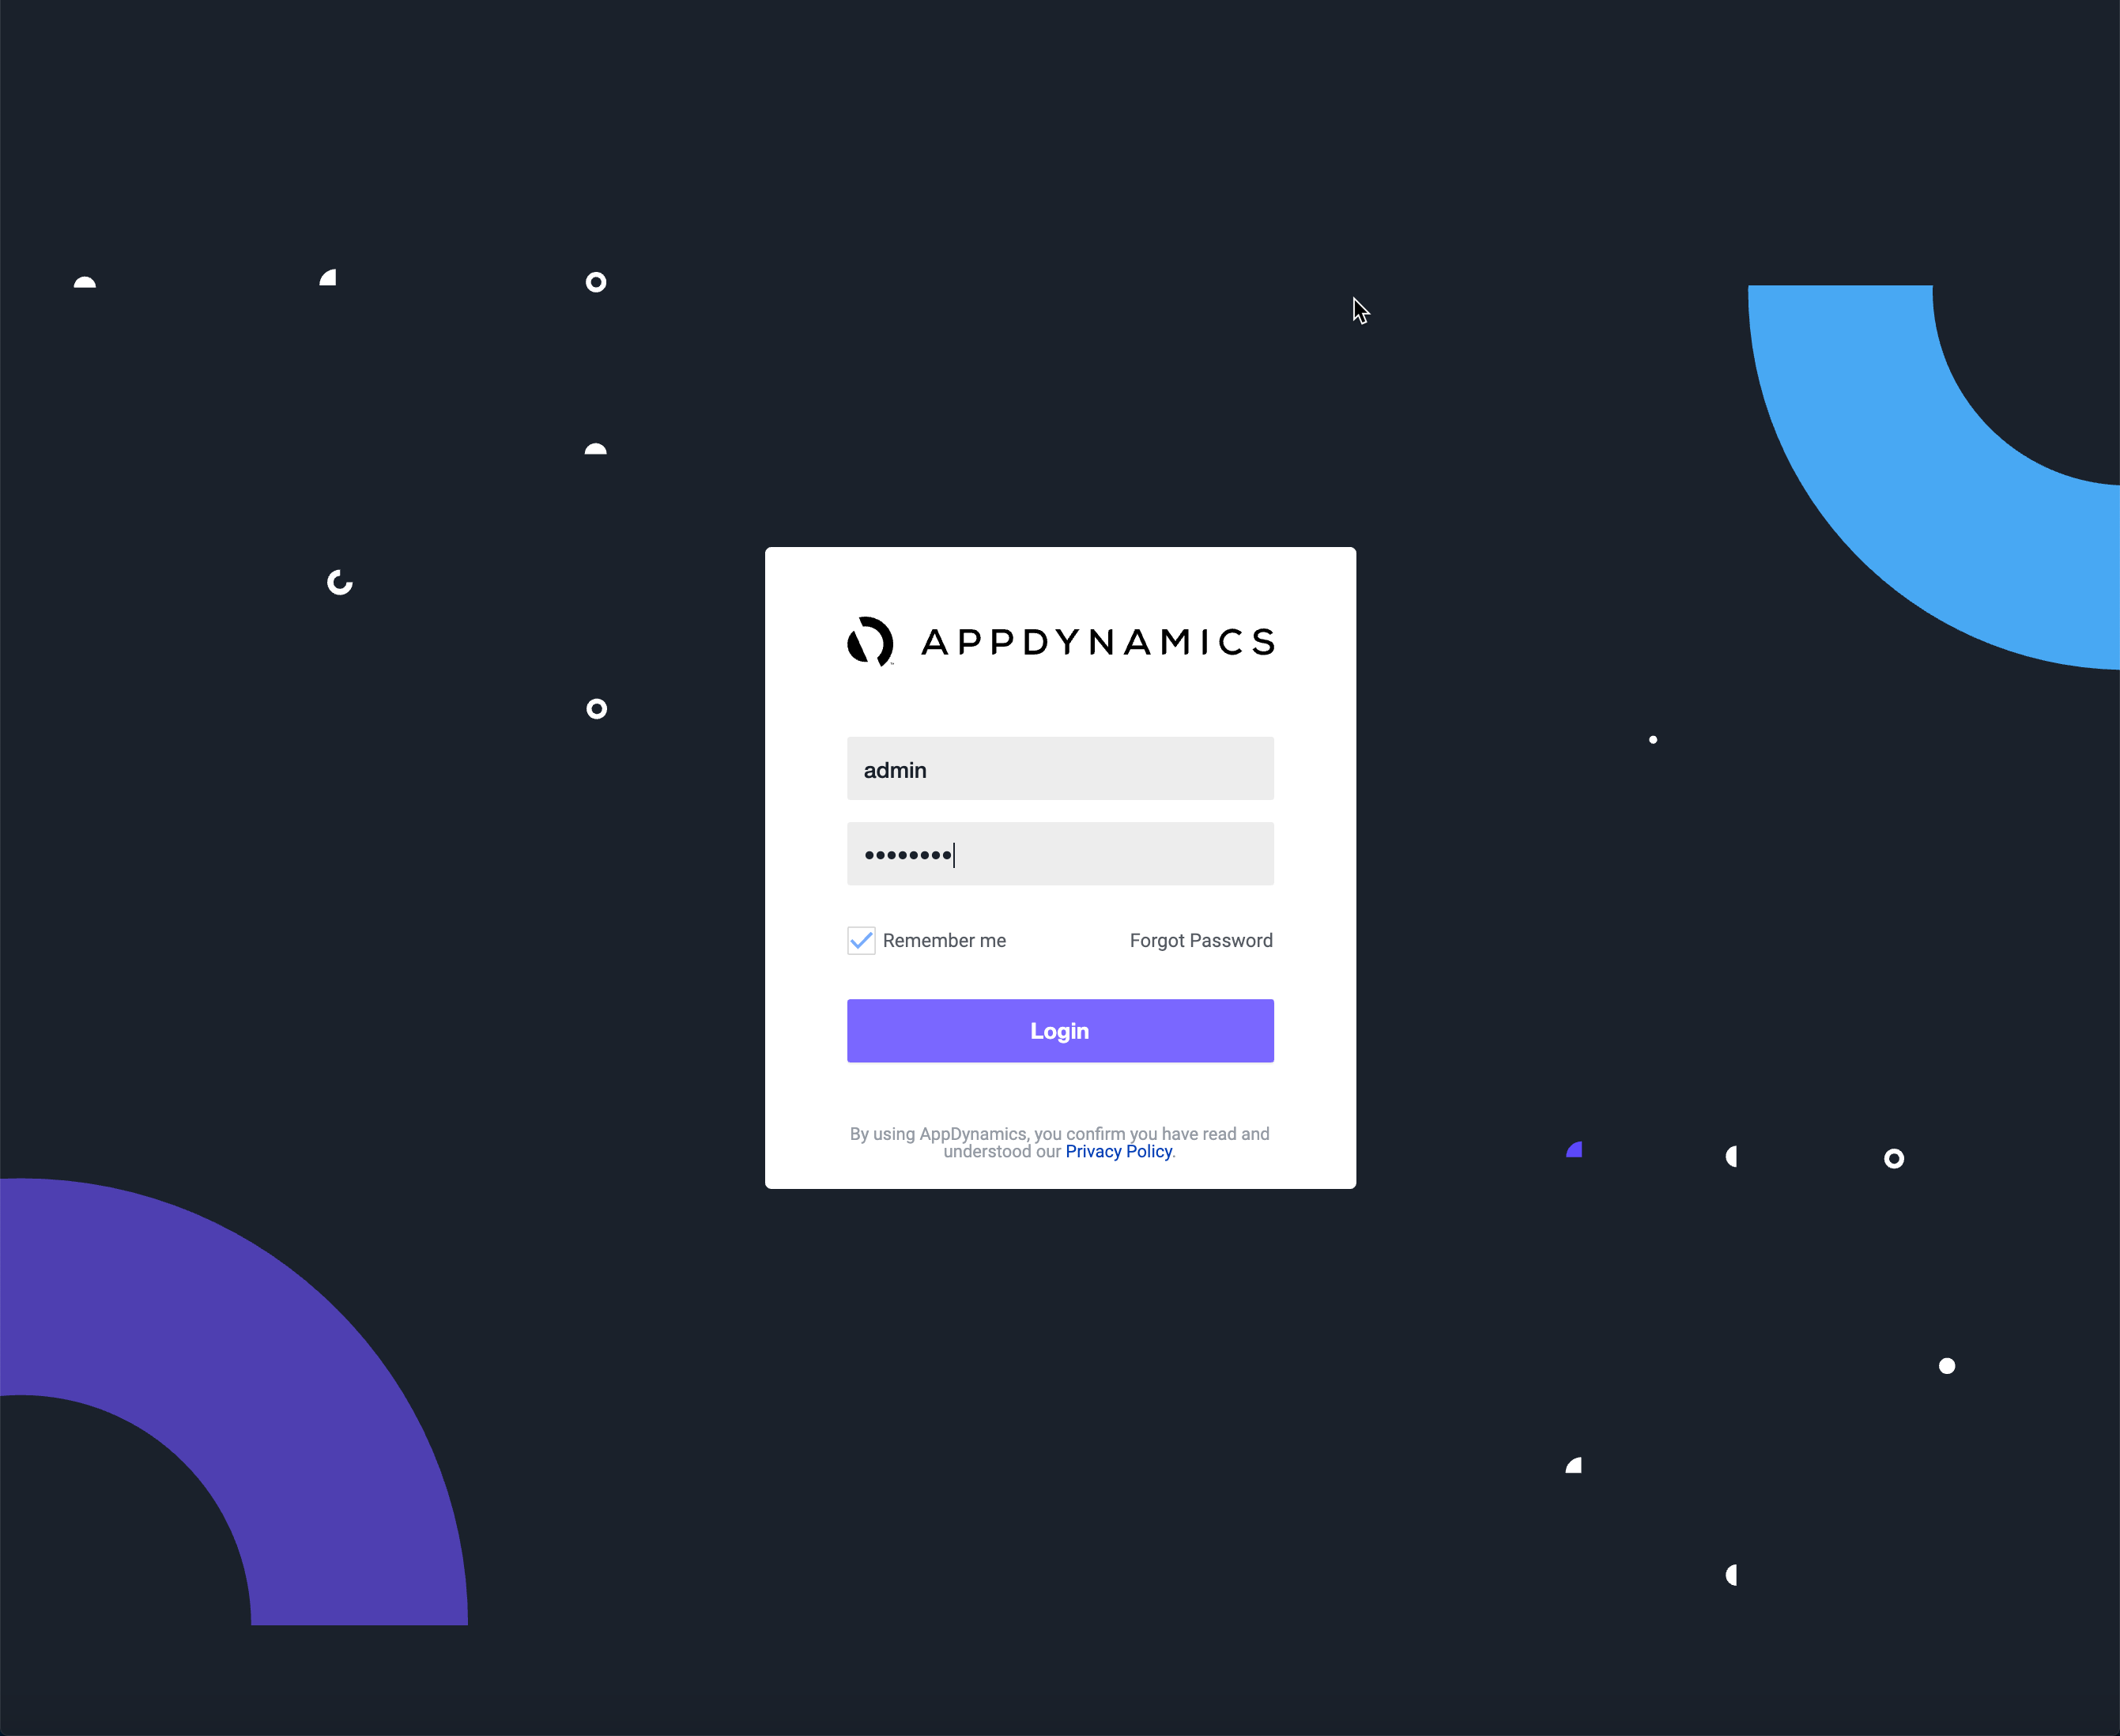 APPDYNAMICS
admin
••••••••
Remember me
Forgot Password
Login
By using AppDynamics, you confirm you have read and
understood our Privacy Policy.